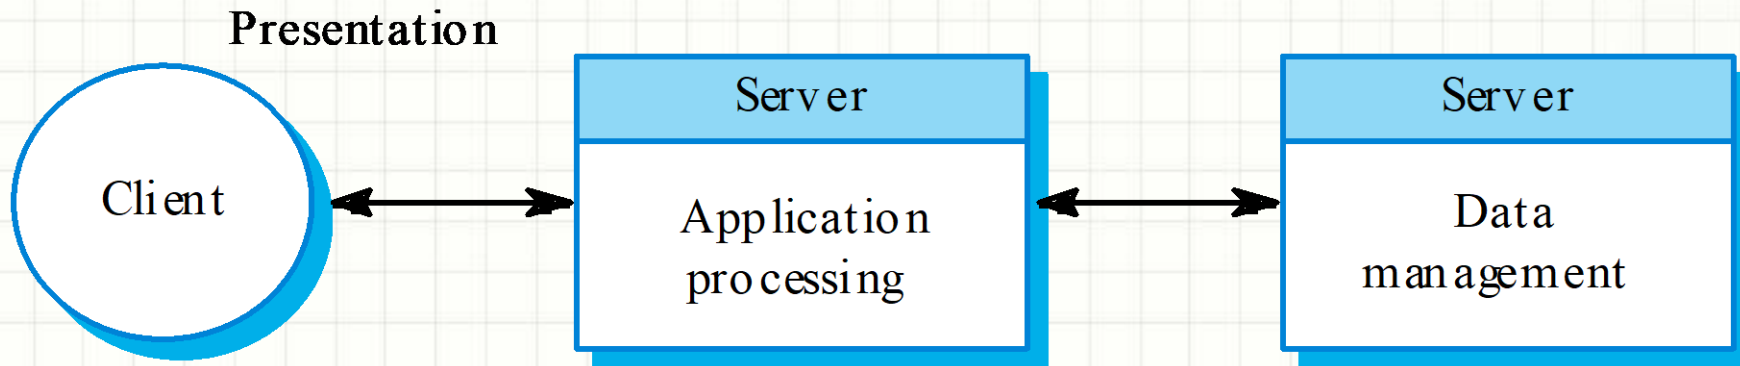 Presentation
Client
Server
Application
processing
Server
Data
management